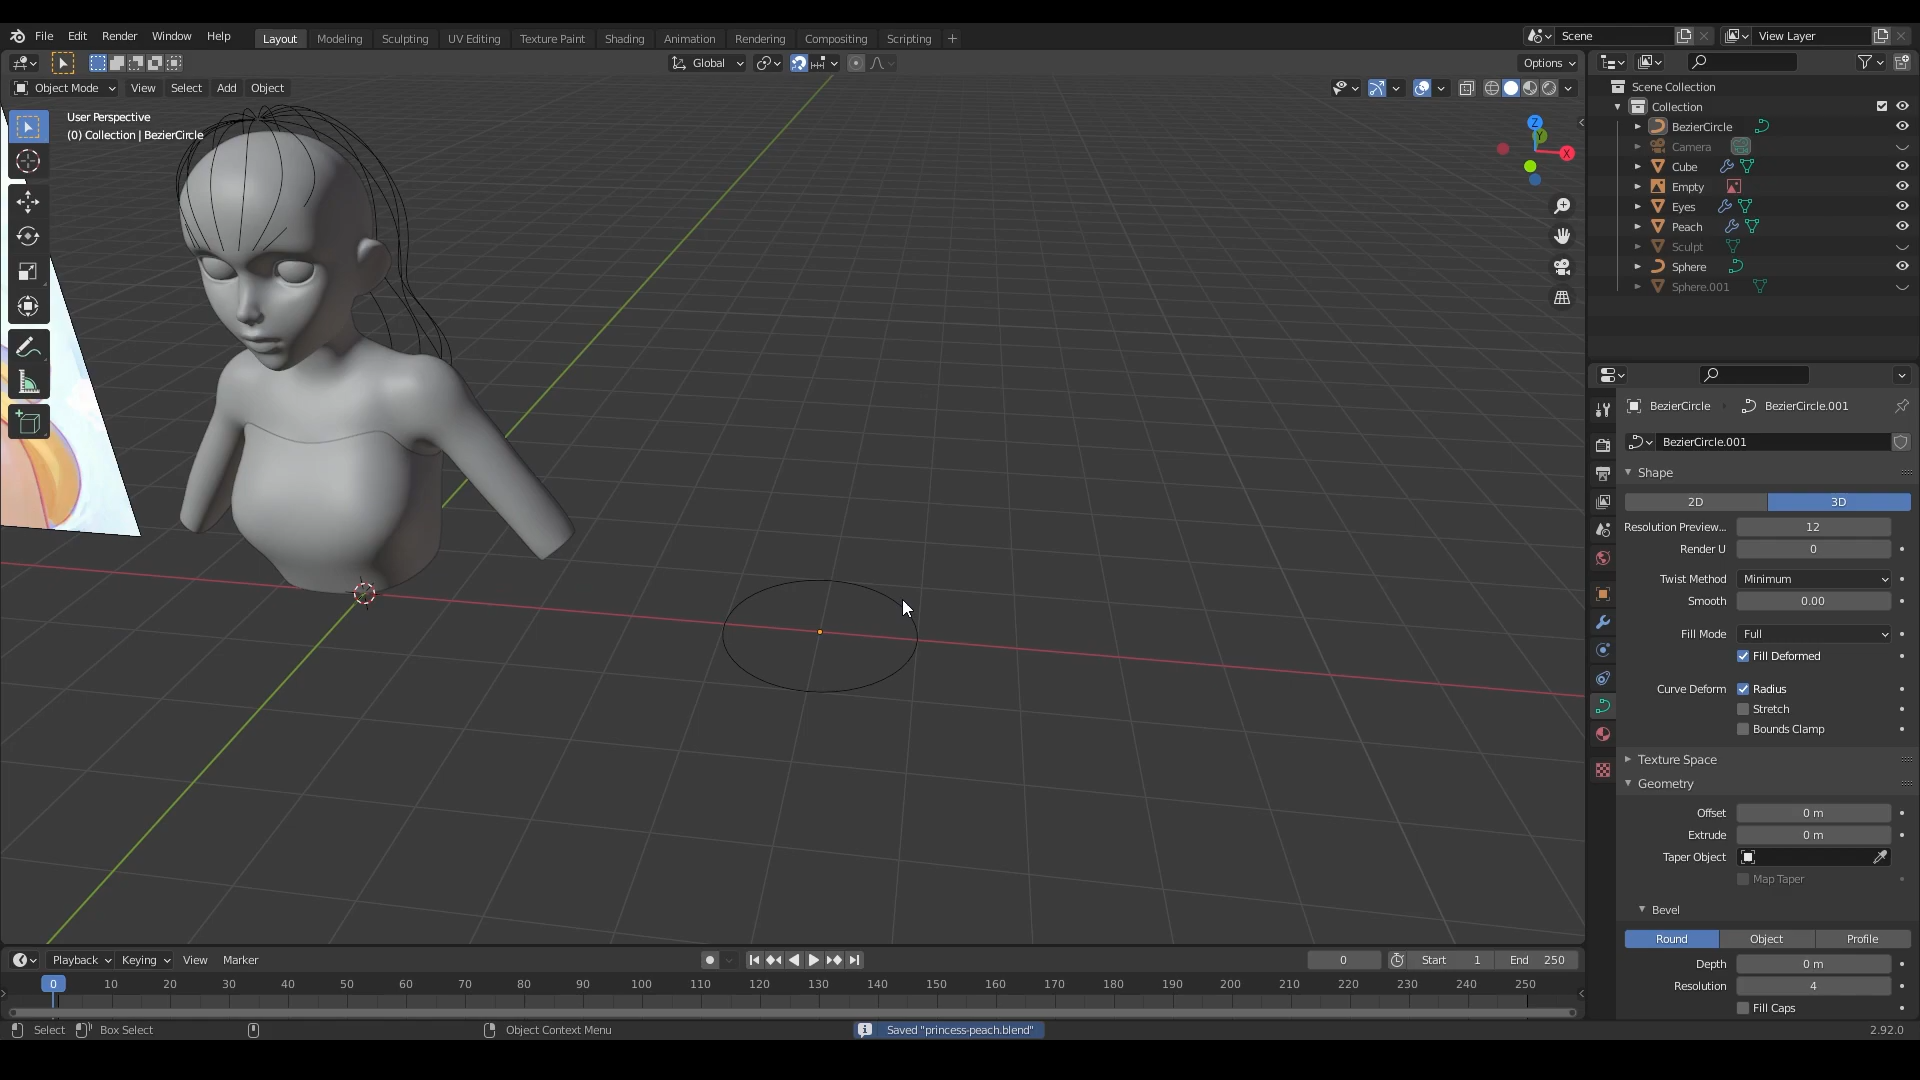 File Edit Render Window Help
Layout Modeling Sculpting UV Editing Texture Paint Shading Animation Rendering Compositing Scripting +
Scene
View Layer
Global
Options
Object Mode View Select Add Object
User Perspective
(0) Collection | BezierCircle
Z
Y
X
Scene Collection
Collection
BezierCircle
Camera
Cube
Empty
Eyes
Peach
Sculpt
Sphere
Sphere.001
BezierCircle BezierCircle.001
BezierCircle.001
Shape
2D 3D
Resolution Preview... 12
Render U 0
Twist Method Minimum
Smooth 0.00
Fill Mode Full
Fill Deformed
Curve Deform Radius
Stretch
Bounds Clamp
Texture Space
Geometry
Offset 0 m
Extrude 0 m
Taper Object
Map Taper
Bevel
Round Object Profile
Depth 0 m
Resolution 4
Fill Caps
Playback Keying View Marker
0 Start 1 End 250
0 10 20 30 40 50 60 70 80 90 100 110 120 130 140 150 160 170 180 190 200 210 220 230 240 250
Select Box Select Object Context Menu Saved "princess-peach.blend" 2.92.0